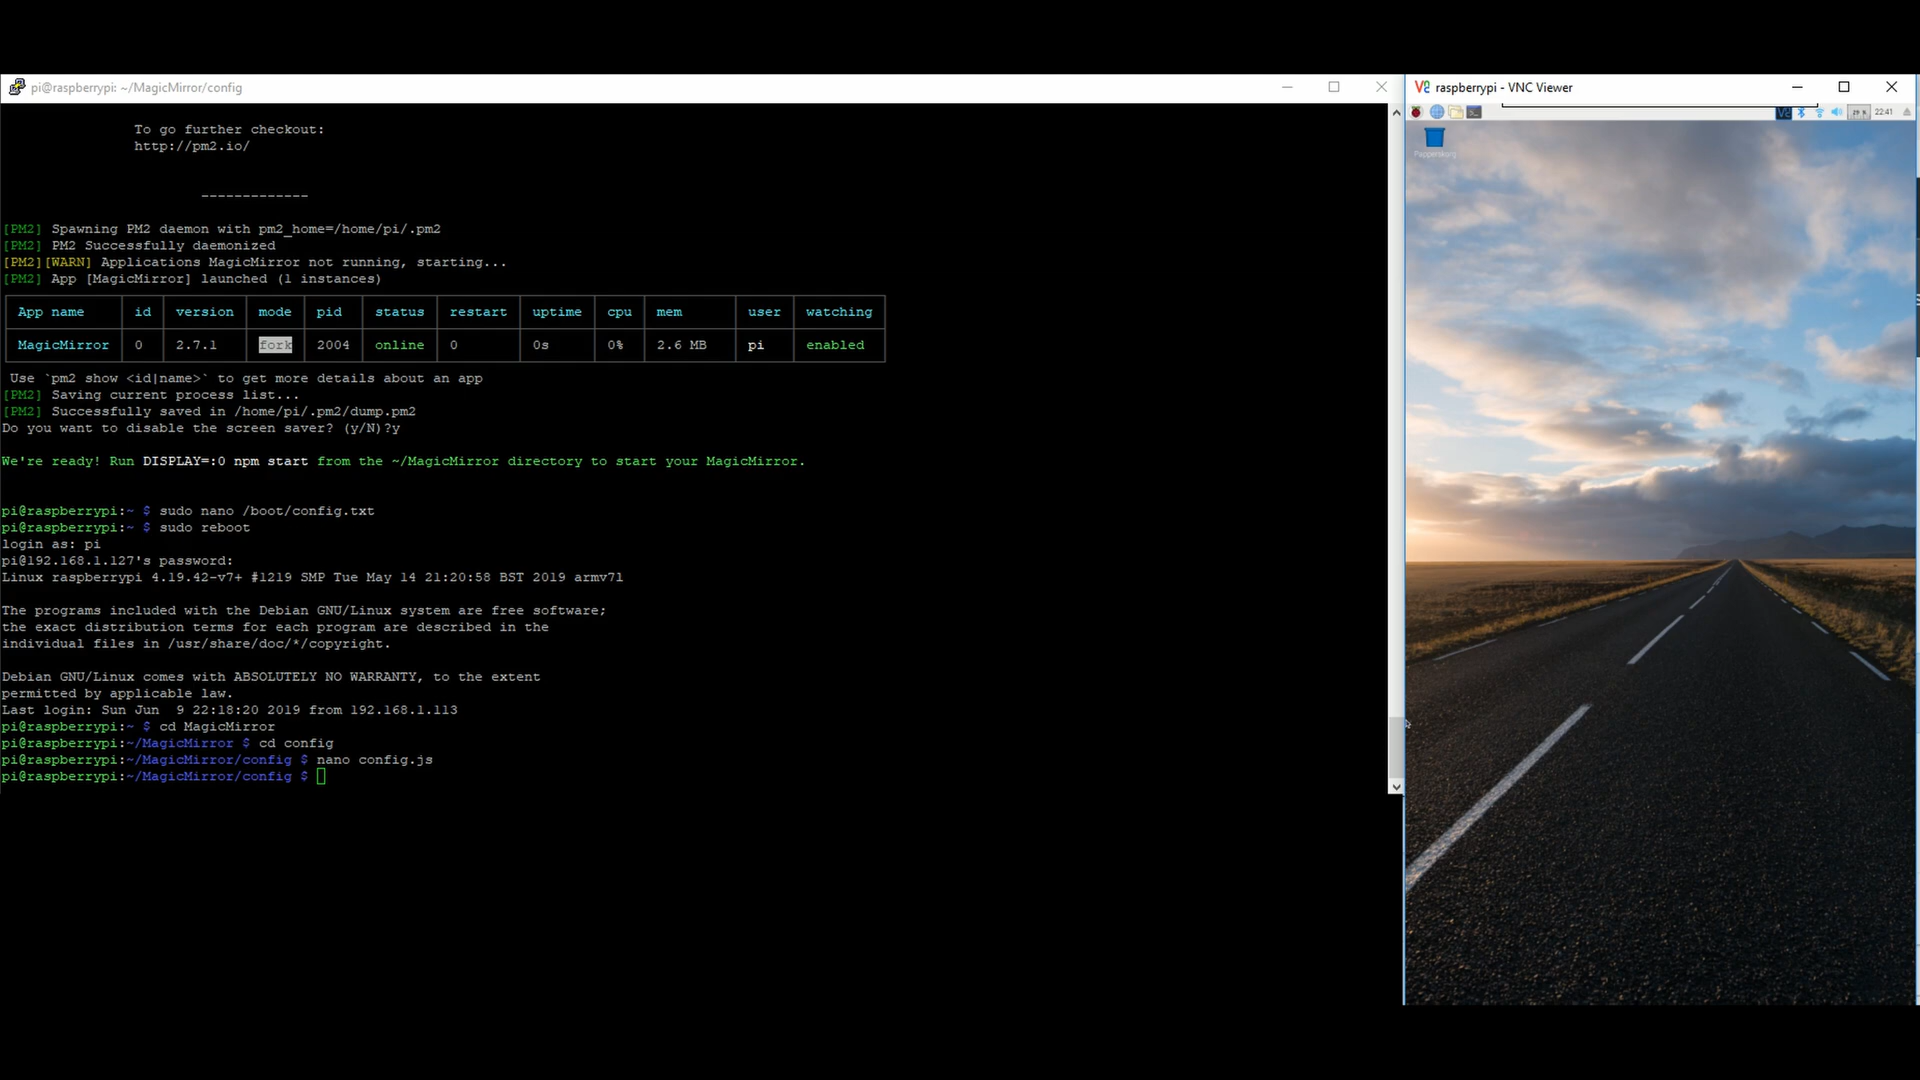 pi@raspberrypi: ~/MagicMirror/config
To go further checkout:
http://pm2.io/
-------------
[PM2] Spawning PM2 daemon with pm2_home=/home/pi/.pm2
[PM2] PM2 Successfully daemonized
[PM2][WARN] Applications MagicMirror not running, starting...
[PM2] App [MagicMirror] launched (1 instances)
App name id version mode pid status restart uptime cpu mem user watching
MagicMirror 0 2.7.1 fork 2004 online 0 0s 0% 2.6 MB pi enabled
Use `pm2 show <id|name>` to get more details about an app
[PM2] Saving current process list...
[PM2] Successfully saved in /home/pi/.pm2/dump.pm2
Do you want to disable the screen saver? (y/N)?y
We're ready! Run DISPLAY=:0 npm start from the ~/MagicMirror directory to start your MagicMirror.
pi@raspberrypi:~ $ sudo nano /boot/config.txt
pi@raspberrypi:~ $ sudo reboot
login as: pi
pi@192.168.1.127's password:
Linux raspberrypi 4.19.42-v7+ #1219 SMP Tue May 14 21:20:58 BST 2019 armv7l
The programs included with the Debian GNU/Linux system are free software;
the exact distribution terms for each program are described in the
individual files in /usr/share/doc/*/copyright.
Debian GNU/Linux comes with ABSOLUTELY NO WARRANTY, to the extent
permitted by applicable law.
Last login: Sun Jun  9 22:18:20 2019 from 192.168.1.113
pi@raspberrypi:~ $ cd MagicMirror
pi@raspberrypi:~/MagicMirror $ cd config
pi@raspberrypi:~/MagicMirror/config $ nano config.js
pi@raspberrypi:~/MagicMirror/config $
raspberrypi - VNC Viewer
22:41
Papperskorg